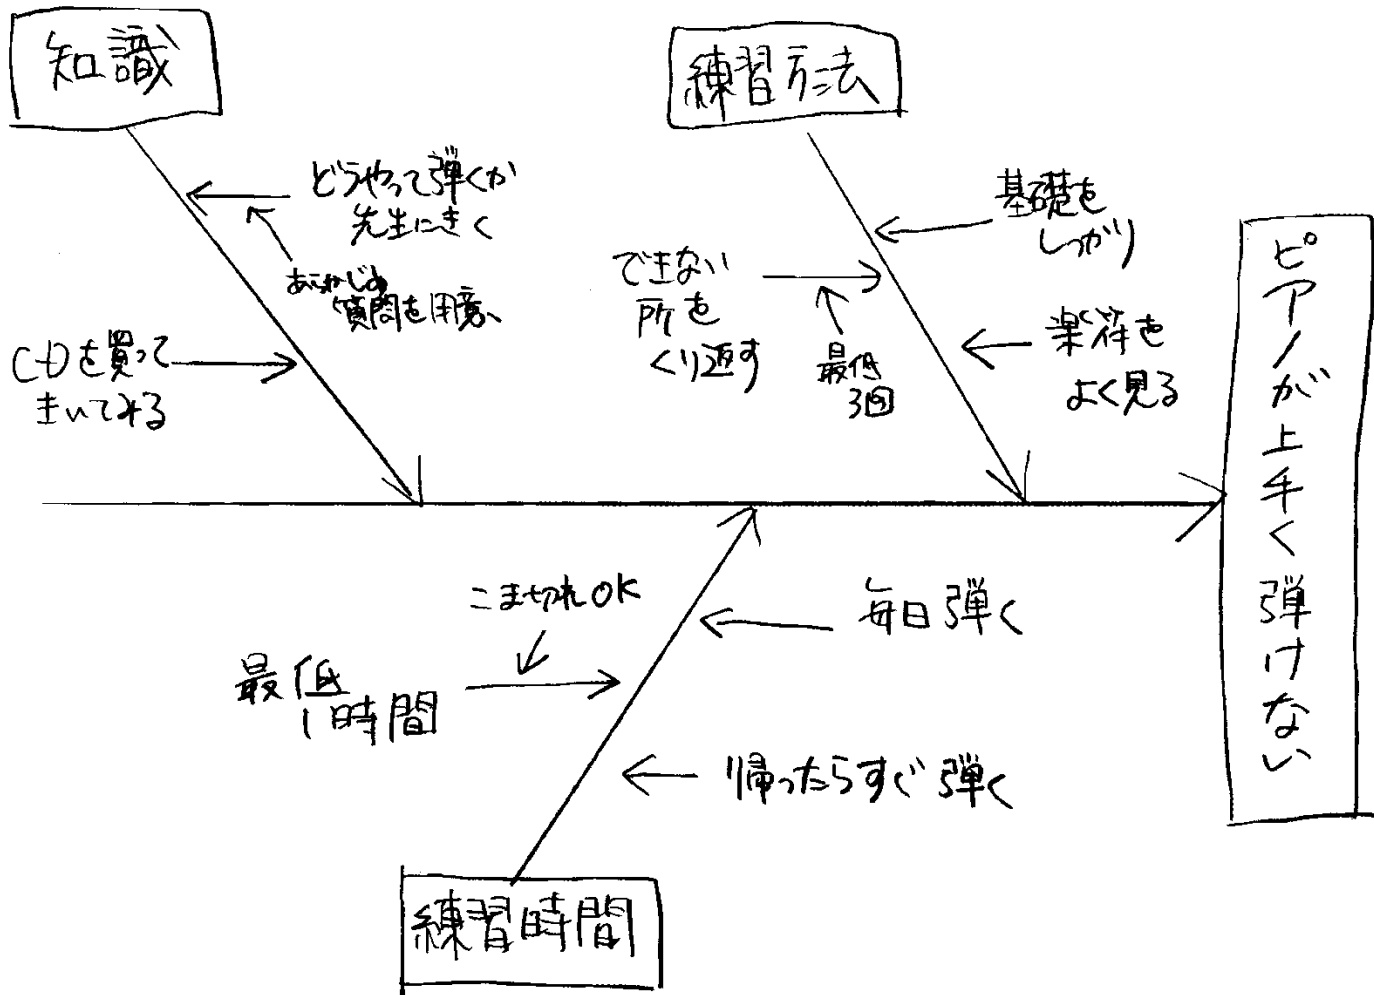 知識
どうやって弾くか
先生にきく
あらかじめ
質問を用意
CDを買って
きいてみる
練習方法
基礎を
しっかり
できない
所を
くり返す
最低
3回
楽符を
よく見る
ピアノが上手く弾けない
こま切れOK
毎日弾く
最低
1時間
帰ったらすぐ弾く
練習時間